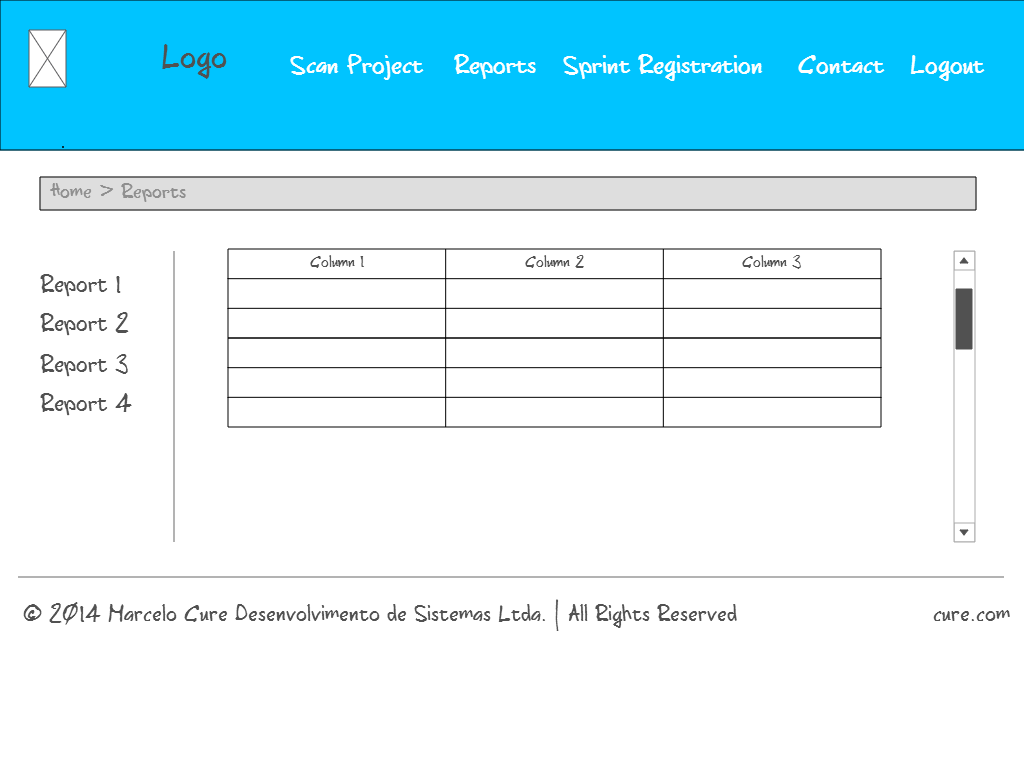 Logo
Scan Project Reports Sprint Registration Contact Logout
Home > Reports
Column 1 Column 2 Column 3
Report 1
Report 2
Report 3
Report 4
© 2014 Marcelo Cure Desenvolvimento de Sistemas Ltda. | All Rights Reserved cure.com